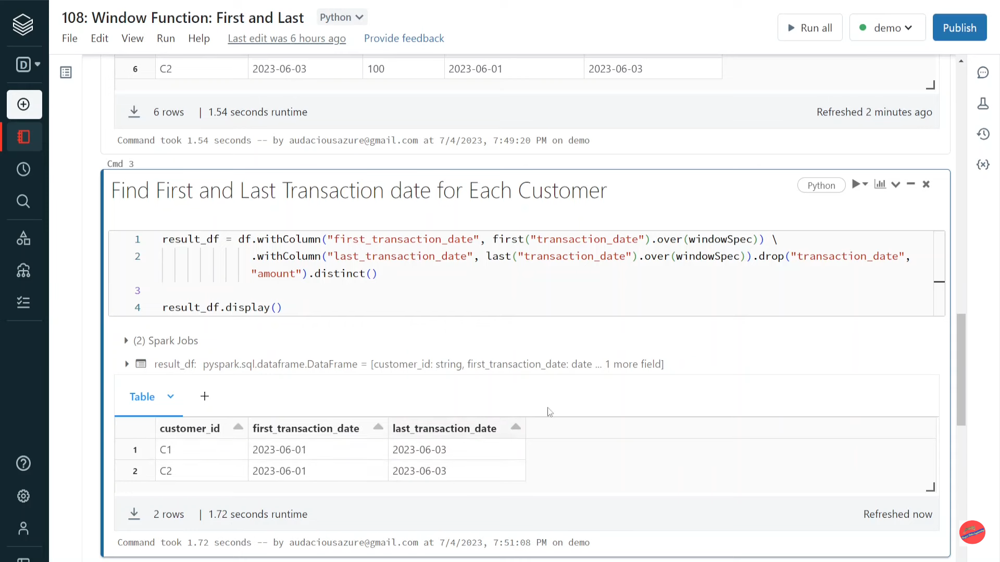 108: Window Function: First and Last
Python
File Edit View Run Help Last edit was 6 hours ago Provide feedback
Run all
demo
Publish
D
6 C2 2023-06-03 100 2023-06-01 2023-06-03
6 rows | 1.54 seconds runtime
Refreshed 2 minutes ago
Command took 1.54 seconds -- by audaciousazure@gmail.com at 7/4/2023, 7:49:20 PM on demo
Cmd 3
Find First and Last Transaction date for Each Customer
Python
1 result_df = df.withColumn("first_transaction_date", first("transaction_date").over(windowSpec)) \
2 .withColumn("last_transaction_date", last("transaction_date").over(windowSpec)).drop("transaction_date",
"amount").distinct()
3
4 result_df.display()
(2) Spark Jobs
result_df: pyspark.sql.dataframe.DataFrame = [customer_id: string, first_transaction_date: date ... 1 more field]
Table +
customer_id first_transaction_date last_transaction_date
1 C1 2023-06-01 2023-06-03
2 C2 2023-06-01 2023-06-03
2 rows | 1.72 seconds runtime
Refreshed now
Command took 1.72 seconds -- by audaciousazure@gmail.com at 7/4/2023, 7:51:08 PM on demo